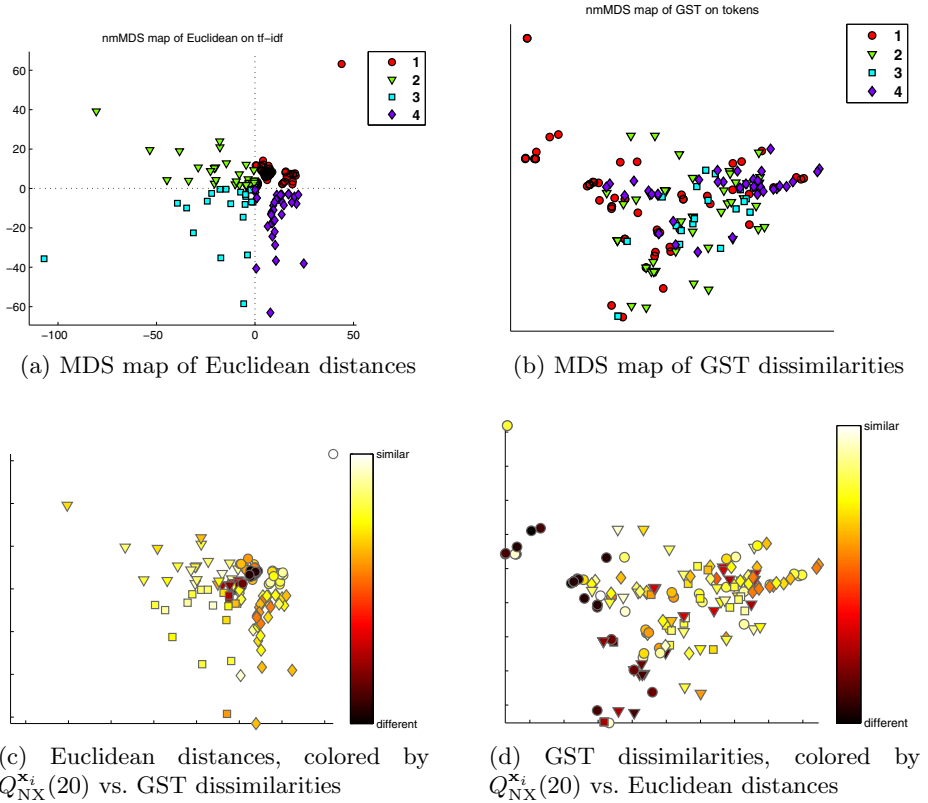 nmMDS map of Euclidean on tf−idf
60
40
20
0
−20
−40
−60
−100
−50
0
50
1
2
3
4
nmMDS map of GST on tokens
1
2
3
4
(a) MDS map of Euclidean distances
(b) MDS map of GST dissimilarities
similar
different
similar
different
(c) Euclidean distances, colored by
Q_NX^x_i(20) vs. GST dissimilarities
(d) GST dissimilarities, colored by
Q_NX^x_i(20) vs. Euclidean distances